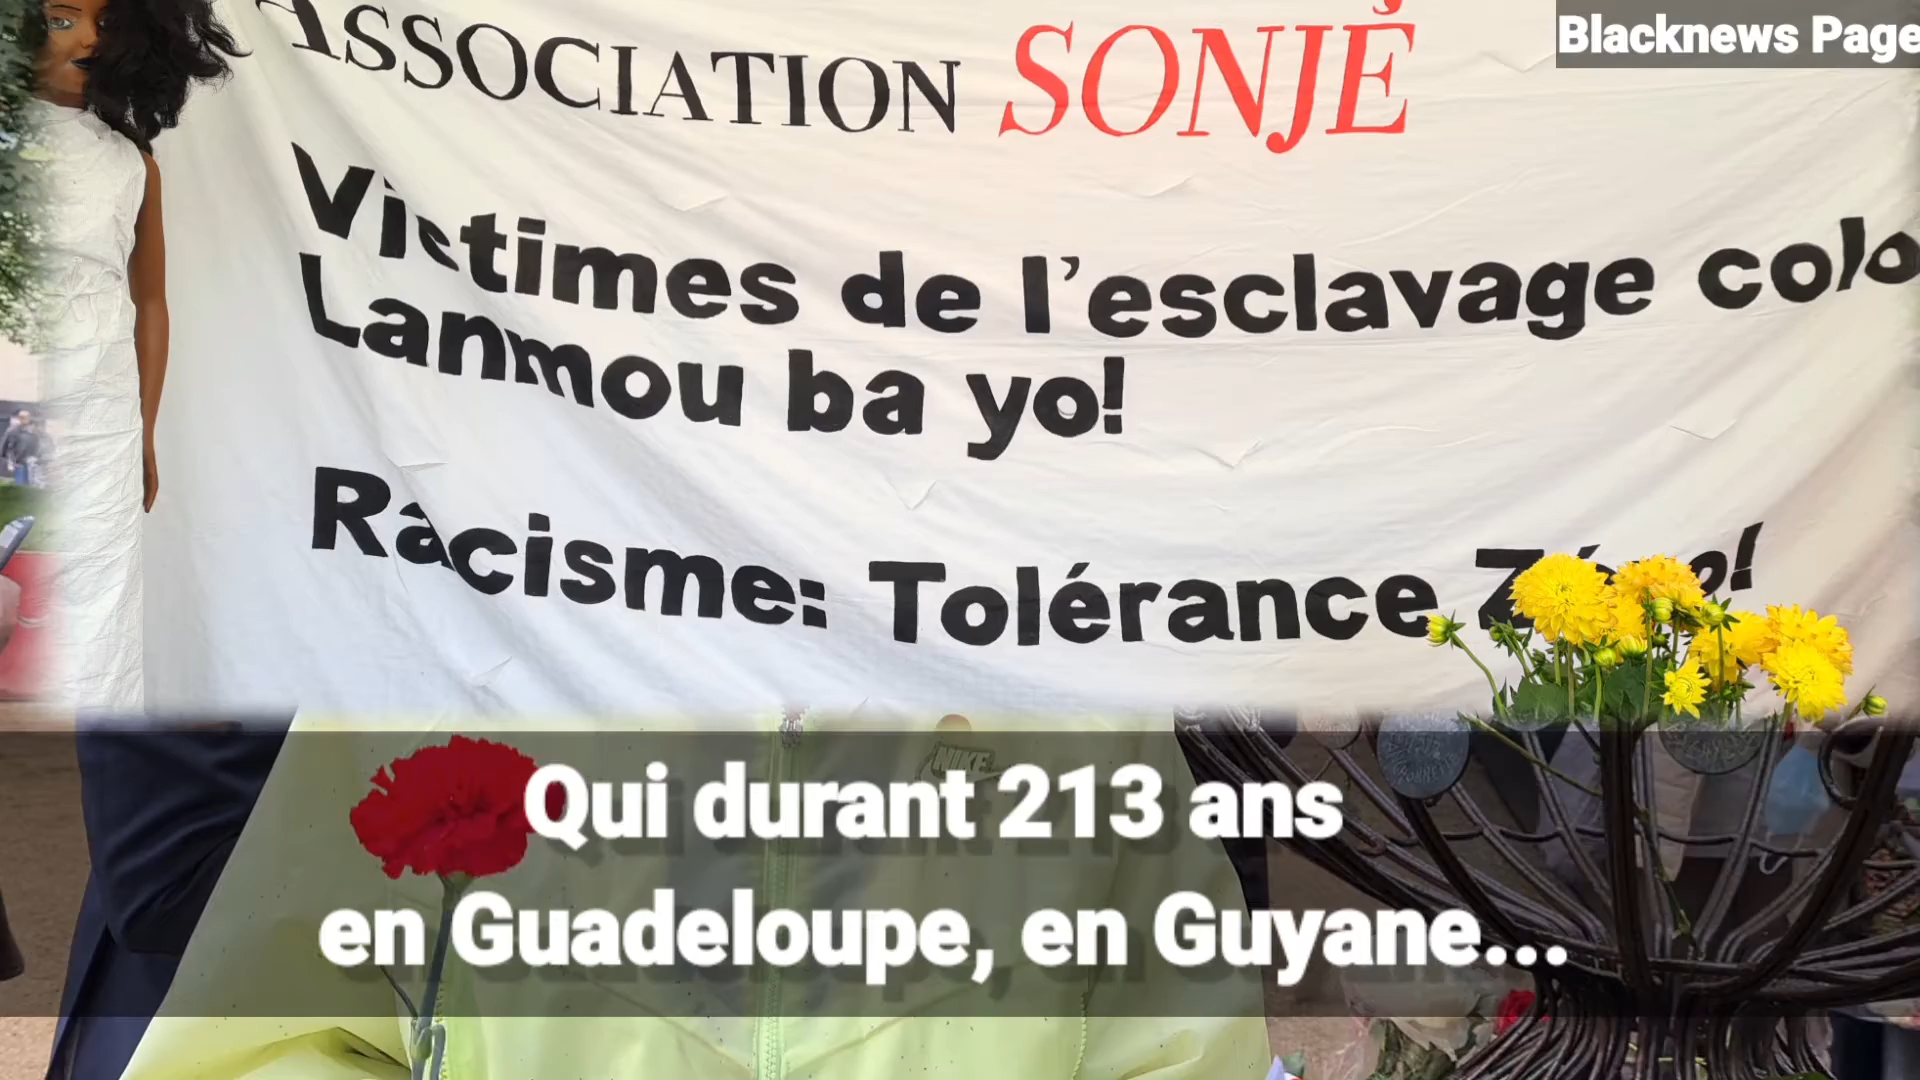 Blacknews Page
ASSOCIATION SONJÉ
Victimes de l'esclavage colo
Lanmou ba yo!
Racisme: Tolérance
NIKE
Qui durant 213 ans
en Guadeloupe, en Guyane...